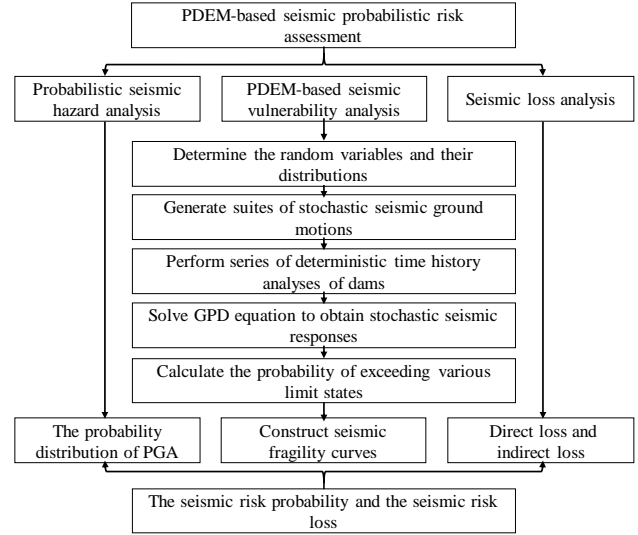 PDEM-based seismic probabilistic risk
assessment
Probabilistic seismic
hazard analysis
PDEM-based seismic
vulnerability analysis
Seismic loss analysis
Determine the random variables and their
distributions
Generate suites of stochastic seismic ground
motions
Perform series of deterministic time history
analyses of dams
Solve GPD equation to obtain stochastic seismic
responses
Calculate the probability of exceeding various
limit states
The probability
distribution of PGA
Construct seismic
fragility curves
Direct loss and
indirect loss
The seismic risk probability and the seismic risk
loss